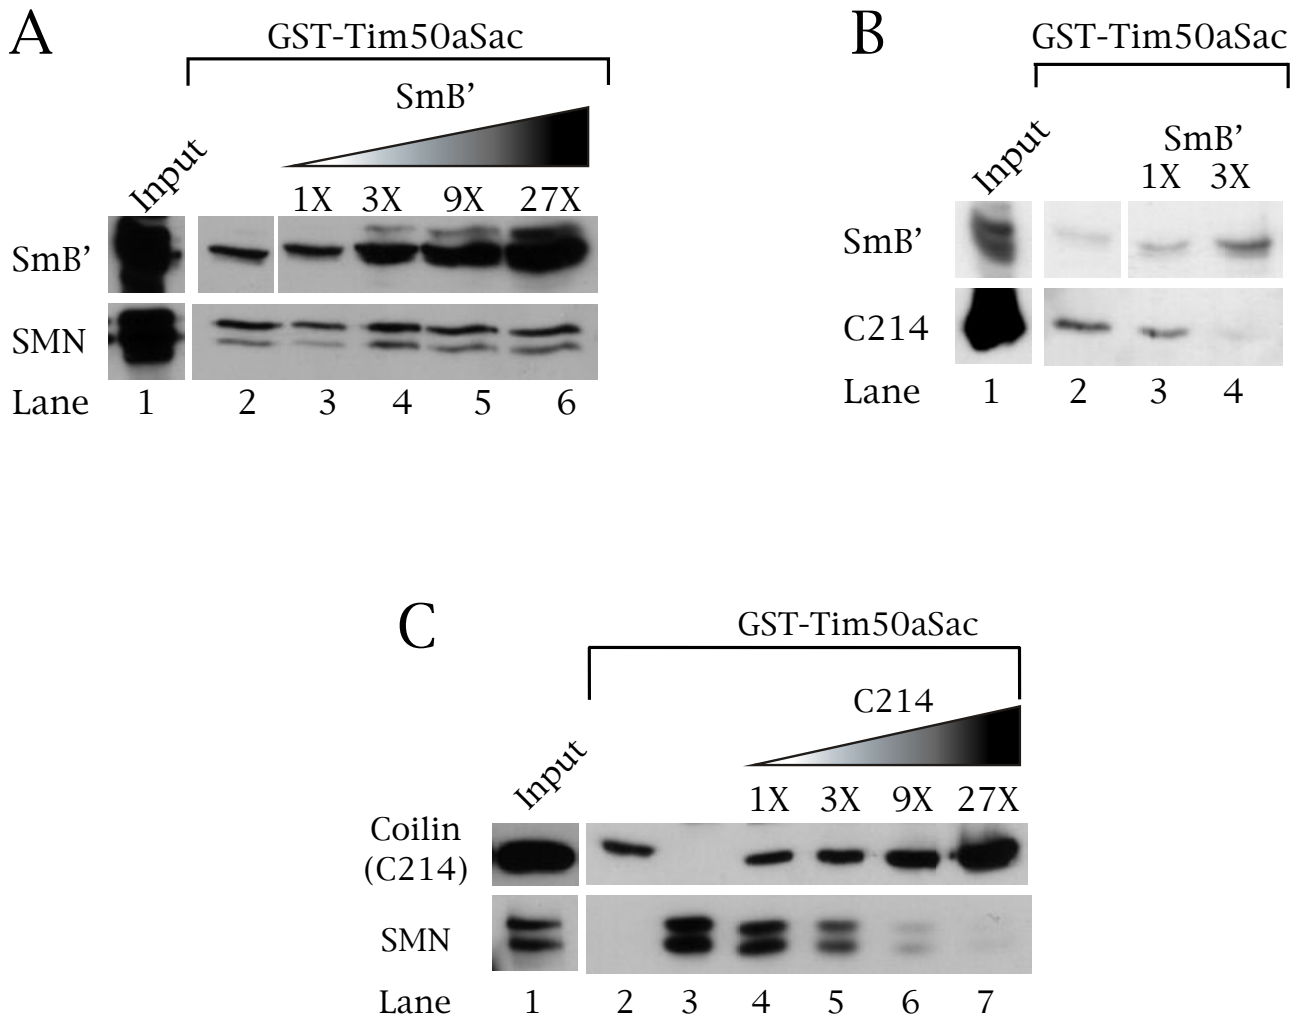 A
GST-Tim50aSac
SmB’
Input
1X 3X 9X 27X
SmB’
SMN
Lane 1 2 3 4 5 6
B
GST-Tim50aSac
Input
SmB’
1X 3X
SmB’
C214
Lane 1 2 3 4
C
GST-Tim50aSac
C214
Input
1X 3X 9X 27X
Coilin
(C214)
SMN
Lane 1 2 3 4 5 6 7